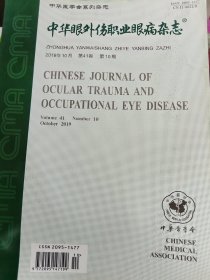 中华医学会系列杂志
中华眼外伤职业眼病杂志®
ZHONGHUA YANWAISHANG ZHIYE YANBING ZAZHI
2019年10月 第41卷 第10期
CHINESE JOURNAL OF
OCULAR TRAUMA AND
OCCUPATIONAL EYE DISEASE
Volume 41 Number 10
October 2019
CMA
ISSN 2095-1477
中华医学会
CHINESE
MEDICAL
ASSOCIATION